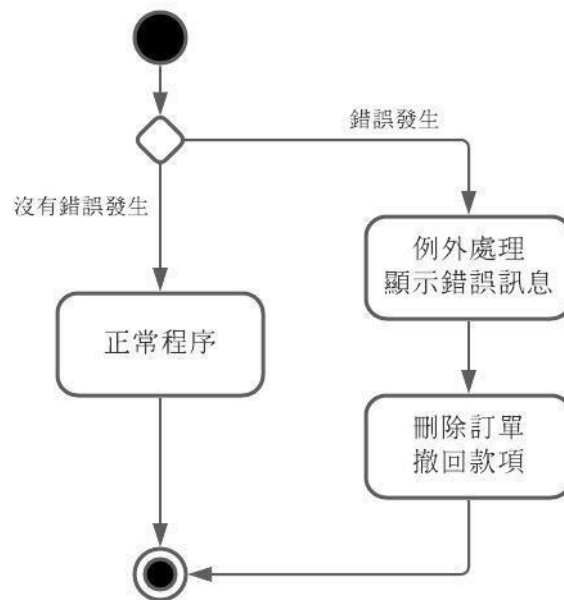 錯誤發生
沒有錯誤發生
例外處理
顯示錯誤訊息
正常程序
刪除訂單
撤回款項